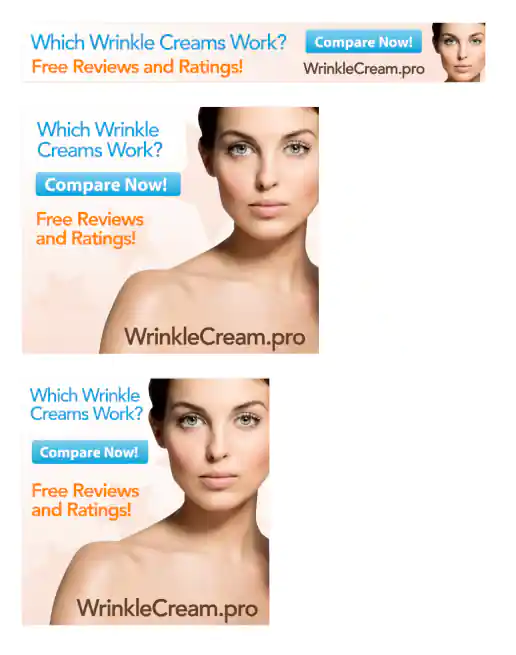 Which Wrinkle Creams Work?
Free Reviews and Ratings!
Compare Now!
WrinkleCream.pro
Which Wrinkle
Creams Work?
Compare Now!
Free Reviews
and Ratings!
WrinkleCream.pro
Which Wrinkle
Creams Work?
Compare Now!
Free Reviews
and Ratings!
WrinkleCream.pro